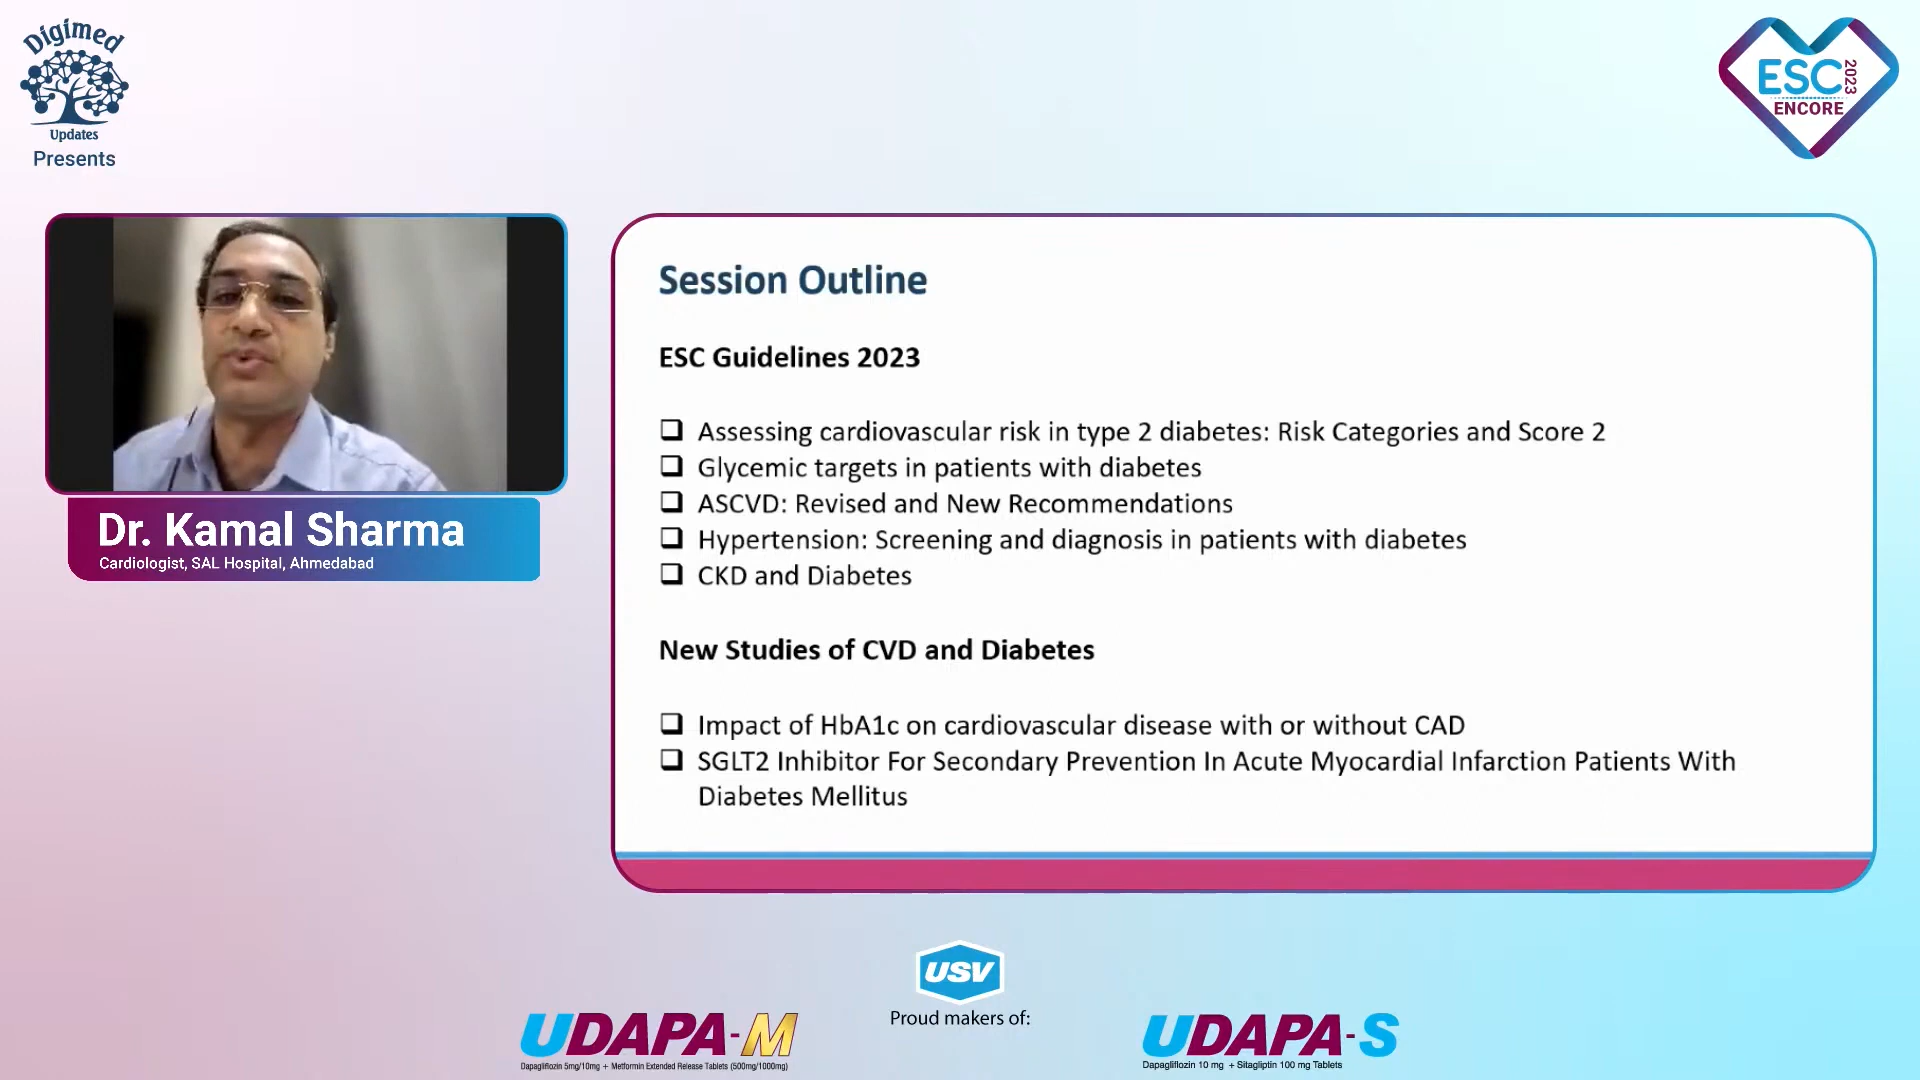 Digimed
Updates
Presents
ESC 2023
ENCORE
Dr. Kamal Sharma
Cardiologist, SAL Hospital, Ahmedabad
Session Outline
ESC Guidelines 2023
Assessing cardiovascular risk in type 2 diabetes: Risk Categories and Score 2
Glycemic targets in patients with diabetes
ASCVD: Revised and New Recommendations
Hypertension: Screening and diagnosis in patients with diabetes
CKD and Diabetes
New Studies of CVD and Diabetes
Impact of HbA1c on cardiovascular disease with or without CAD
SGLT2 Inhibitor For Secondary Prevention In Acute Myocardial Infarction Patients With
Diabetes Mellitus
USV
Proud makers of:
UDAPA-M
Dapagliflozin 5mg/10mg + Metformin Extended Release Tablets (500mg/1000mg)
UDAPA-S
Dapagliflozin 10 mg + Sitagliptin 100 mg Tablets